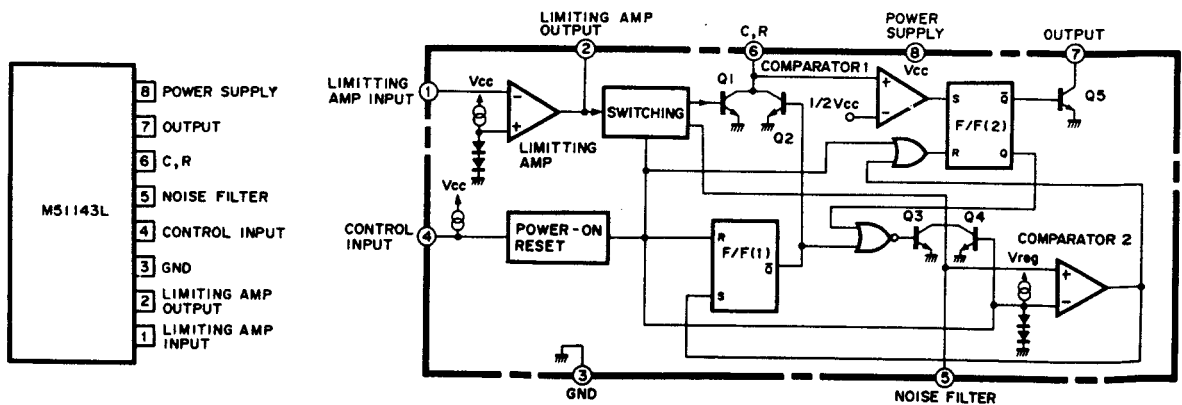 M51143L
8 POWER SUPPLY
7 OUTPUT
6 C,R
5 NOISE FILTER
4 CONTROL INPUT
3 GND
2 LIMITING AMP
OUTPUT
1 LIMITING AMP
INPUT
LIMITING AMP
OUTPUT
2
C,R
6
POWER
SUPPLY
8
OUTPUT
7
LIMITTING
AMP INPUT
1
Vcc
-
+
LIMITTING
AMP
SWITCHING
Q1
Q2
COMPARATOR 1
Vcc
1/2Vcc
+
-
S
Q̅
F/F(2)
R
Q
Q5
CONTROL
INPUT
4
Vcc
POWER-ON
RESET
R
F/F(1)
Q̅
S
Q3
Q4
COMPARATOR 2
Vreg
+
-
3
GND
5
NOISE FILTER